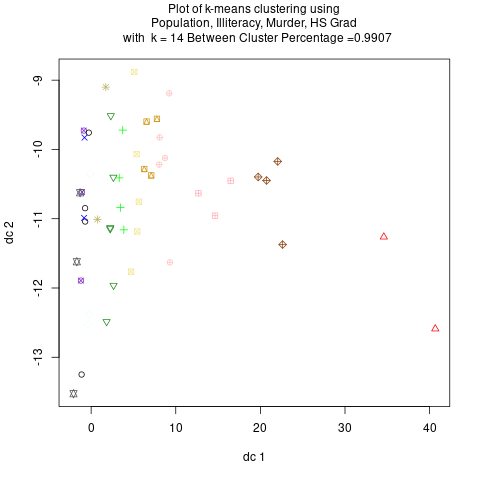 Plot of k-means clustering using
Population, Illiteracy, Murder, HS Grad
with k = 14 Between Cluster Percentage =0.9907
-9
-10
-11
-12
-13
dc 2
0 10 20 30 40
dc 1